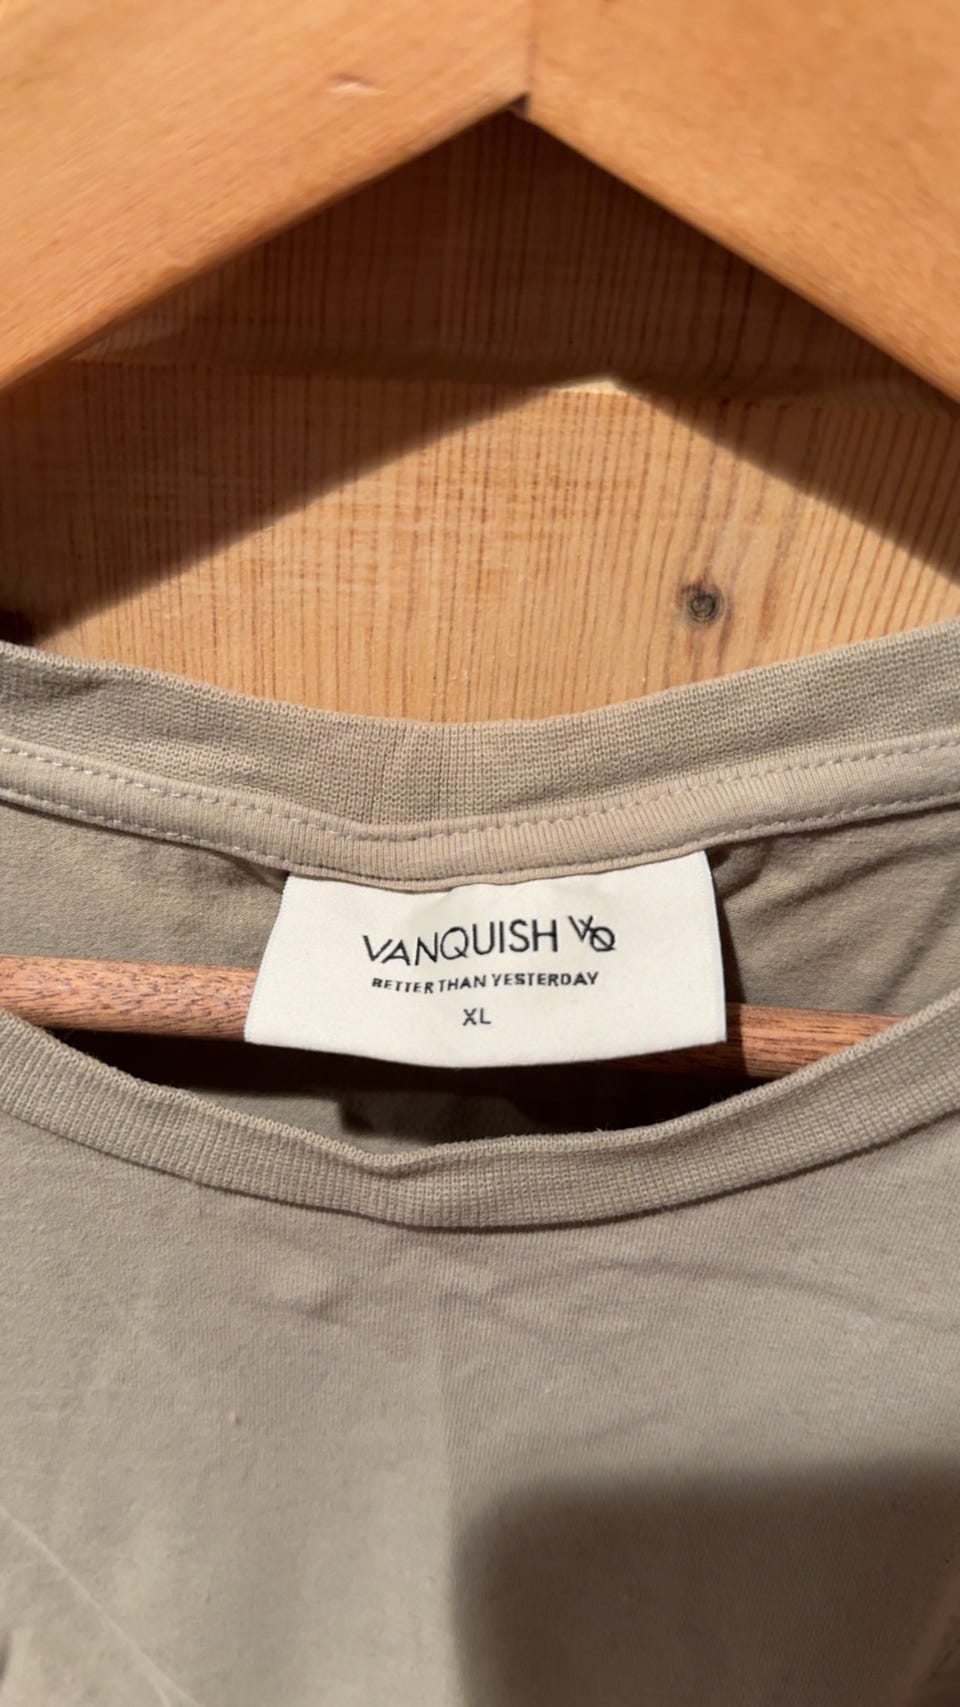 VANQUISH VQ
BETTER THAN YESTERDAY
XL